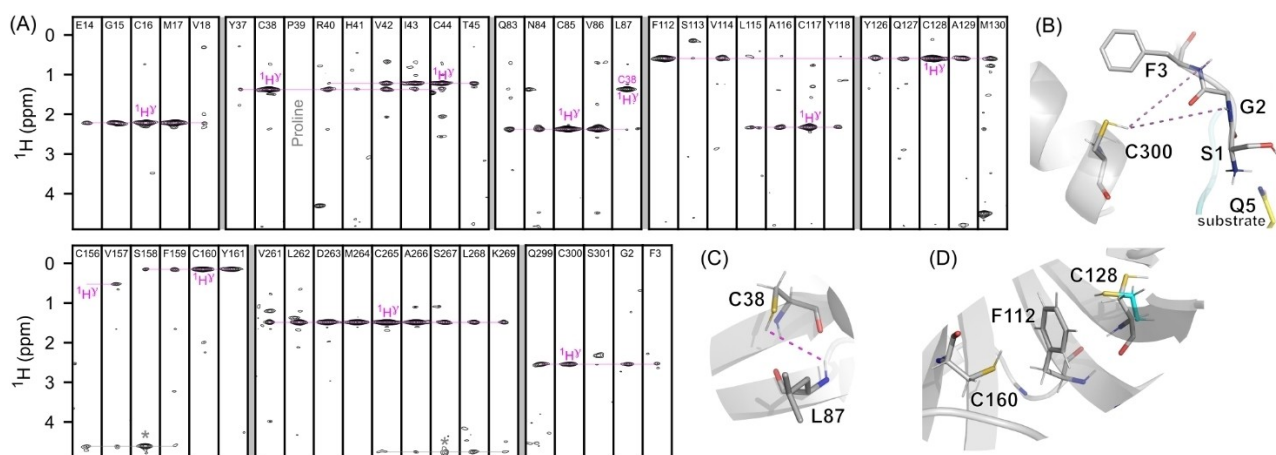 (A)
E14 G15 C16 M17 V18 Y37 C38 P39 R40 H41 V42 I43 C44 T45 Q83 N84 C85 V86 L87 F112 S113 V114 L115 A116 C117 Y118 Y126 Q127 C128 A129 M130
¹H (ppm)
0
1
2
3
4
¹Hᵞ
¹Hᵞ
Proline
¹Hᵞ
¹Hᵞ
C38
¹Hᵞ
¹Hᵞ
¹Hᵞ
(B)
F3
G2
C300
S1
Q5
substrate
C156 V157 S158 F159 C160 Y161 V261 L262 D263 M264 C265 A266 S267 L268 K269 Q299 C300 S301 G2 F3
¹H (ppm)
0
1
2
3
4
¹Hᵞ
*
¹Hᵞ
¹Hᵞ
*
¹Hᵞ
(C)
C38
L87
(D)
C128
F112
C160